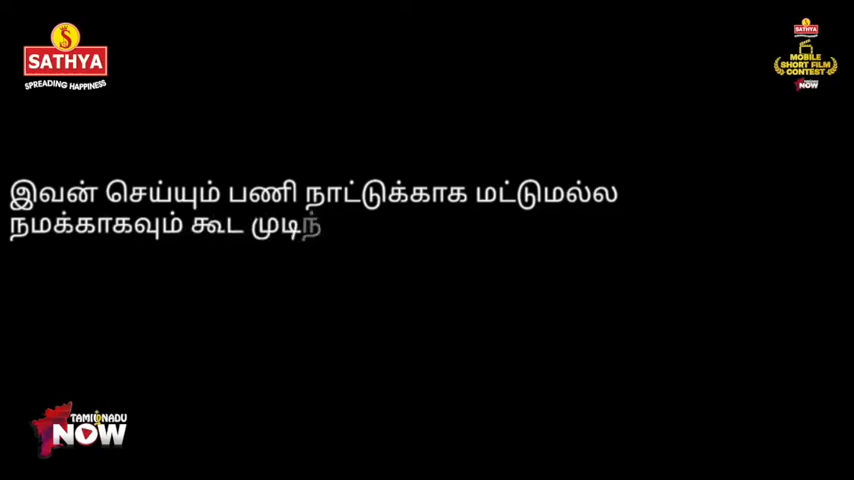 SATHYA
SPREADING HAPPINESS
SATHYA
MOBILE
SHORT FILM
CONTEST
NOW
இவன் செய்யும் பணி நாட்டுக்காக மட்டுமல்ல
நமக்காகவும் கூட முடிந்
TAMILNADU
NOW